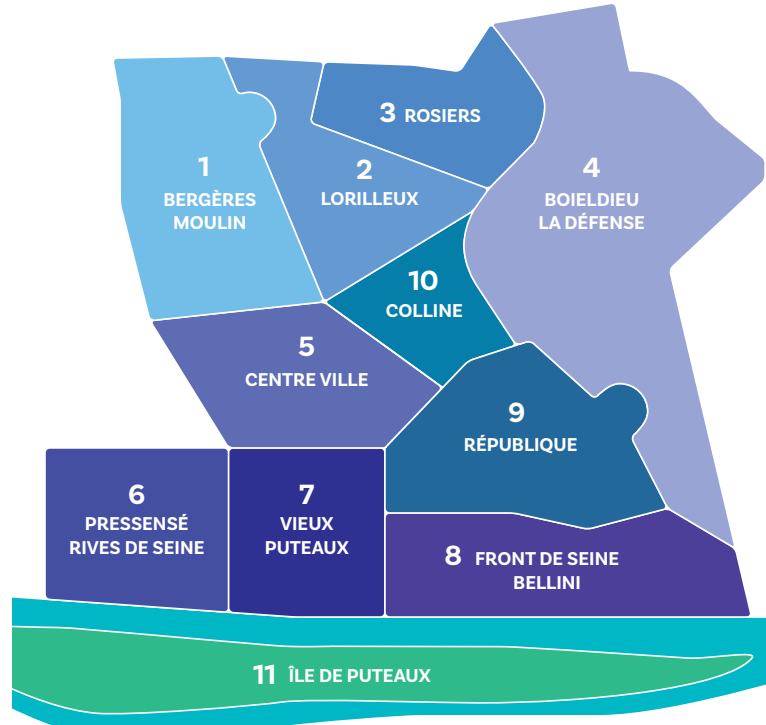 1
BERGÈRES
MOULIN
2
LORILLEUX
3 ROSIERS
4
BOIELDIEU
LA DÉFENSE
10
COLLINE
5
CENTRE VILLE
9
RÉPUBLIQUE
6
PRESSENSÉ
RIVES DE SEINE
7
VIEUX
PUTEAUX
8 FRONT DE SEINE
BELLINI
11 ÎLE DE PUTEAUX